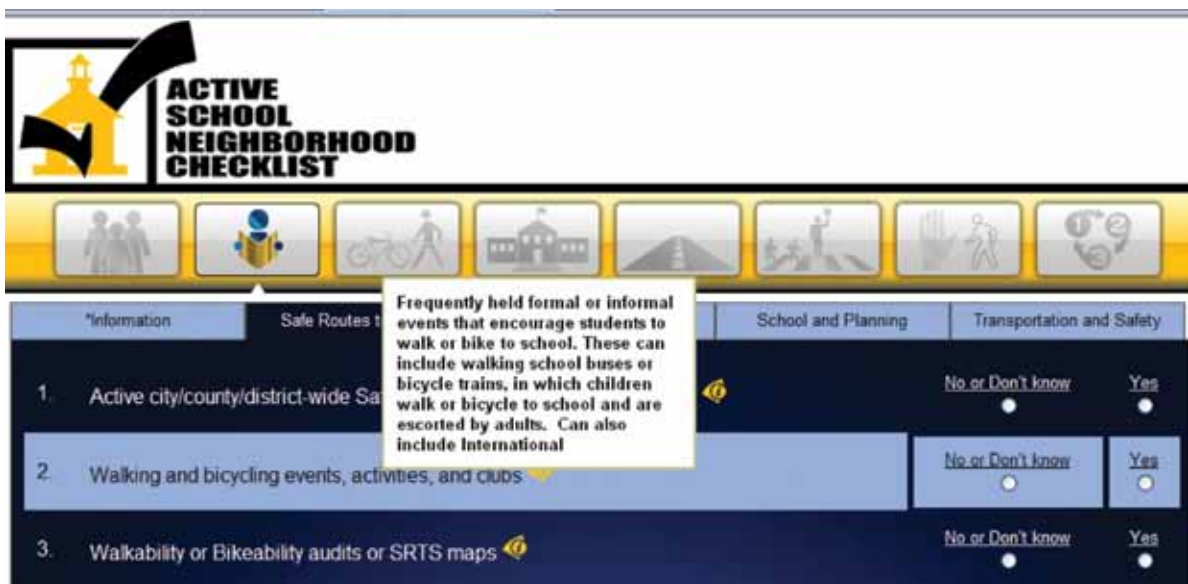 ACTIVE
SCHOOL
NEIGHBORHOOD
CHECKLIST
1 2
3
*Information Safe Routes t School and Planning Transportation and Safety
Frequently held formal or informal
events that encourage students to
walk or bike to school. These can
include walking school buses or
bicycle trains, in which children
walk or bicycle to school and are
escorted by adults. Can also
include International
1. Active city/county/district-wide Sa No or Don't know Yes
2. Walking and bicycling events, activities, and clubs No or Don't know Yes
3. Walkability or Bikeability audits or SRTS maps No or Don't know Yes